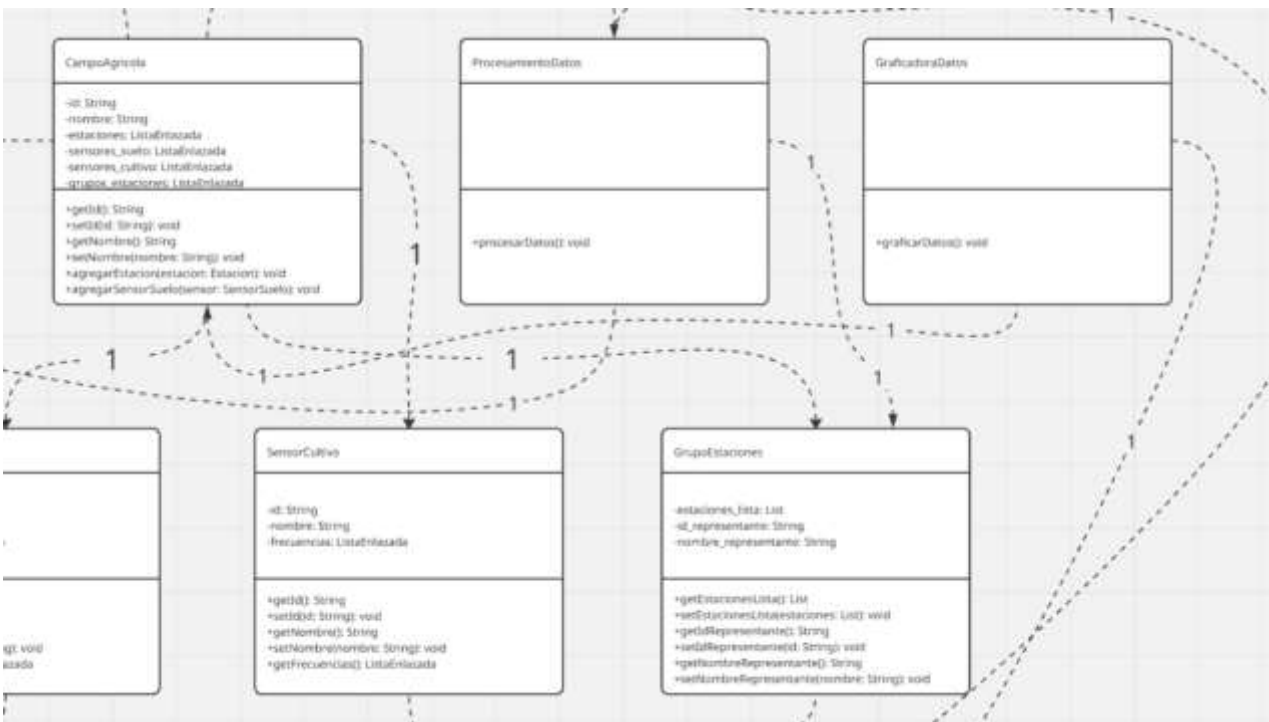 1
CampoAgricola
-id: String
-nombre: String
-estaciones: ListaEnlazada
-sensores_suelo: ListaEnlazada
-sensores_cultivo: ListaEnlazada
-grupos_estaciones: ListaEnlazada
+getId(): String
+setId(id: String): void
+getNombre(): String
+setNombre(nombre: String): void
+agregarEstacion(estacion: Estacion): void
+agregarSensorSuelo(sensor: SensorSuelo): void
ProcesamientoDatos
+procesarDatos(): void
GraficadoraDatos
+graficarDatos(): void
1
1
1
1
1
1
1
1
1
SensorCultivo
-id: String
-nombre: String
-frecuencias: ListaEnlazada
+getId(): String
+setId(id: String): void
+getNombre(): String
+setNombre(nombre: String): void
+getFrecuencias(): ListaEnlazada
GrupoEstaciones
-estaciones_lista: List
-id_representante: String
-nombre_representante: String
+getEstacionesLista(): List
+setEstacionesLista(estaciones: List): void
+getIdRepresentante(): String
+setIdRepresentante(id: String): void
+getNombreRepresentante(): String
+setNombreRepresentante(nombre: String): void
void